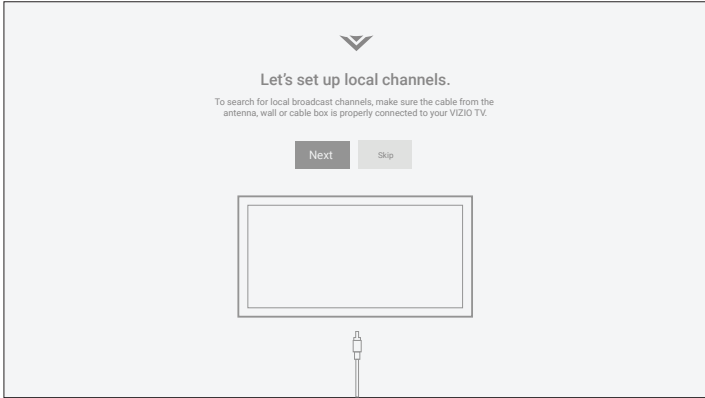 Let's set up local channels.
To search for local broadcast channels, make sure the cable from the
antenna, wall or cable box is properly connected to your VIZIO TV.
Next
Skip